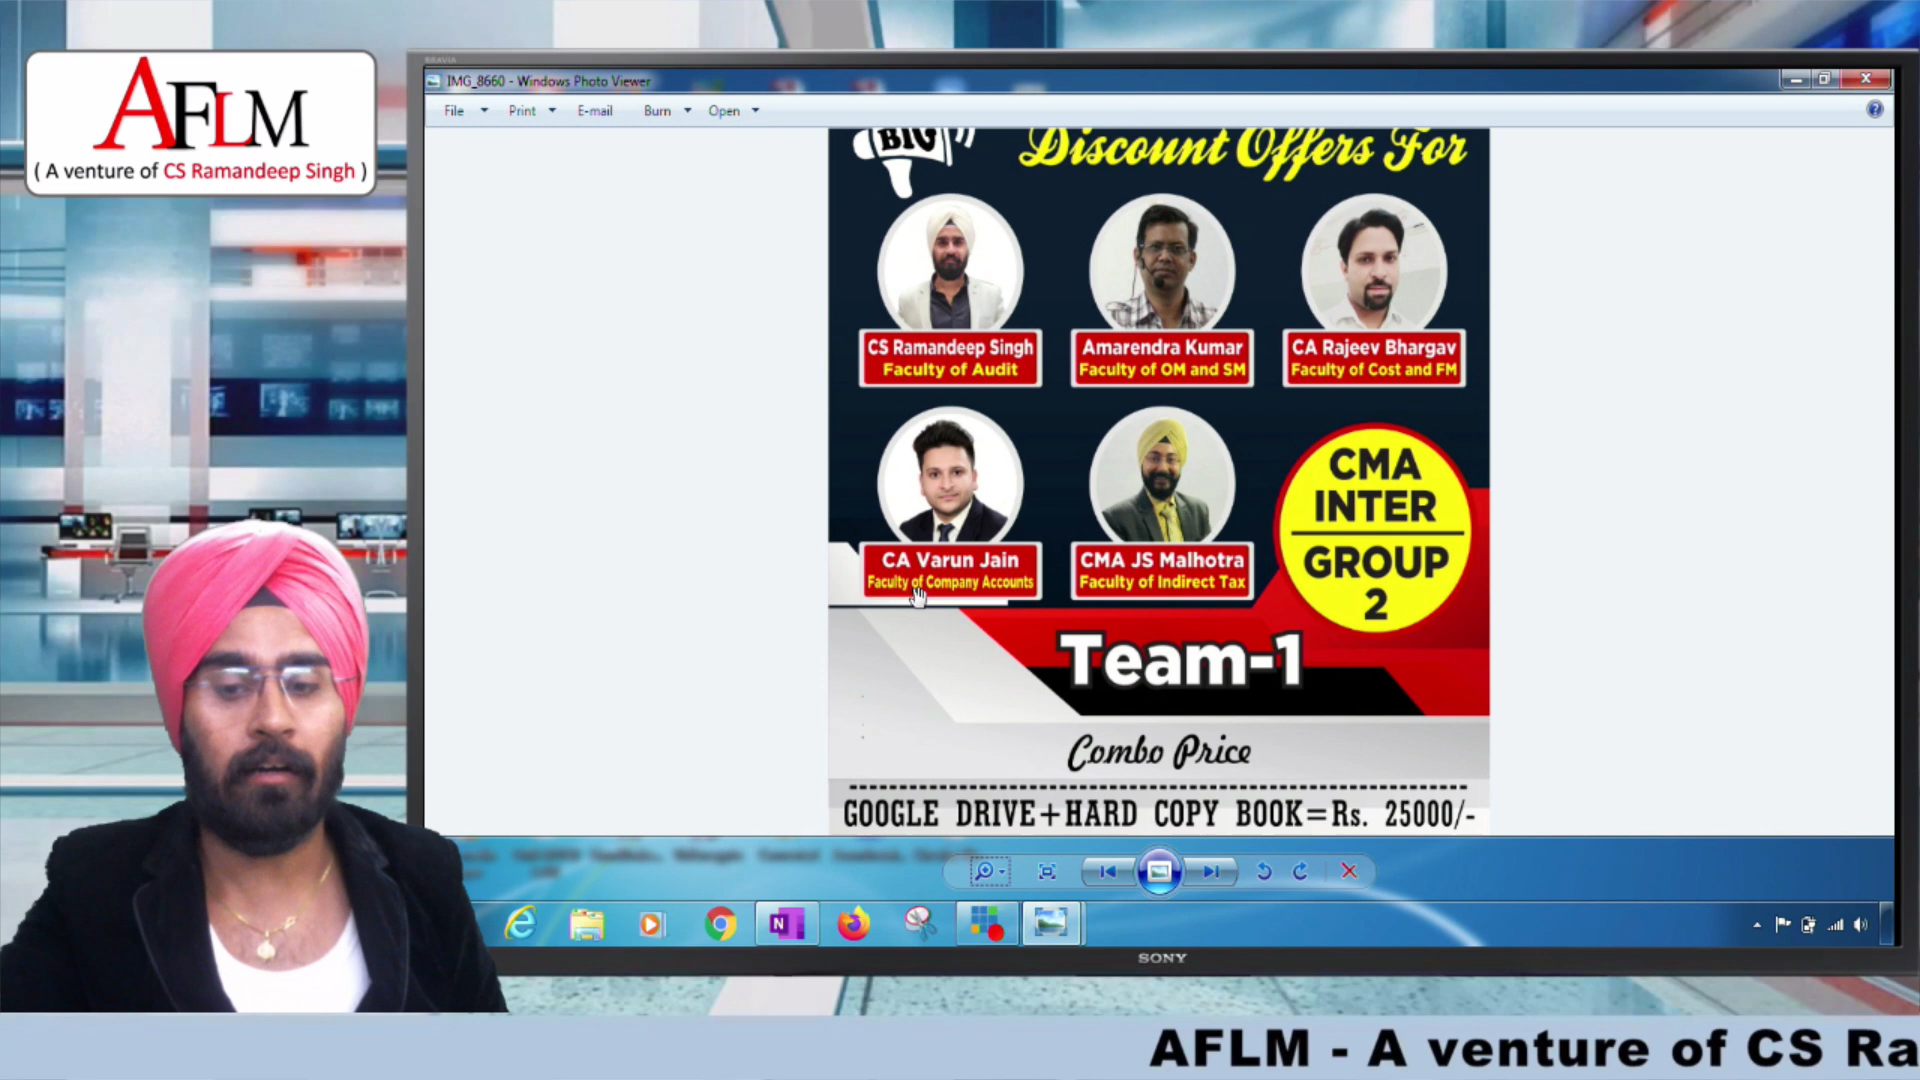 AFLM
( A venture of CS Ramandeep Singh )
BRAVIA
IMG_8660 - Windows Photo Viewer
File Print E-mail Burn Open
BIG
Discount Offers For
CS Ramandeep Singh
Faculty of Audit
Amarendra Kumar
Faculty of OM and SM
CA Rajeev Bhargav
Faculty of Cost and FM
CA Varun Jain
Faculty of Company Accounts
CMA JS Malhotra
Faculty of Indirect Tax
CMA
INTER
GROUP
2
Team-1
Combo Price
GOOGLE DRIVE+HARD COPY BOOK=Rs. 25000/-
SONY
AFLM - A venture of CS Ra